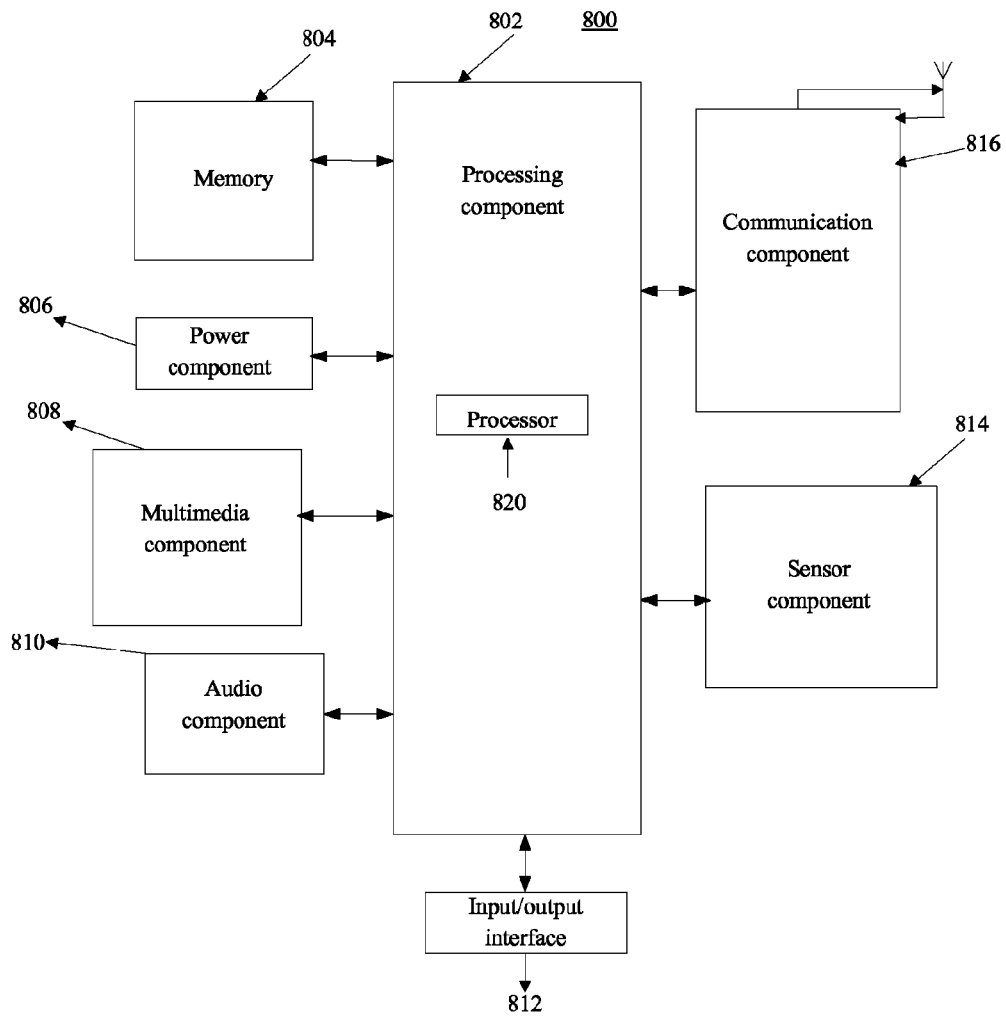 802
800
804
Memory
Processing
component
816
Communication
component
806
Power
component
808
Processor
820
814
Multimedia
component
Sensor
component
810
Audio
component
Input/output
interface
812